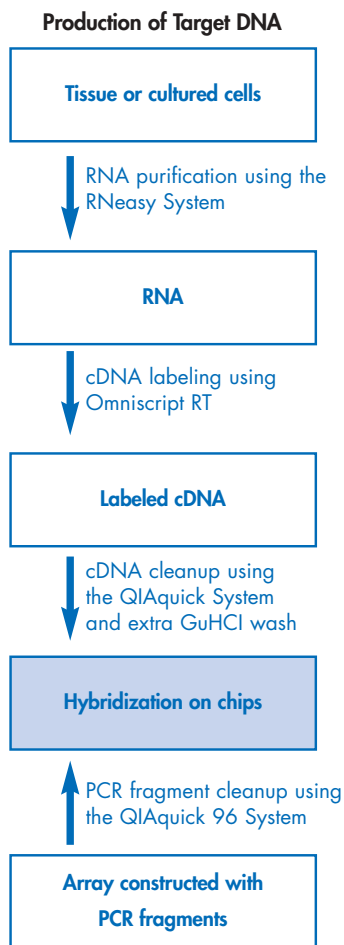 Production of Target DNA
Tissue or cultured cells
RNA purification using the
RNeasy System
RNA
cDNA labeling using
Omniscript RT
Labeled cDNA
cDNA cleanup using
the QIAquick System
and extra GuHCl wash
Hybridization on chips
PCR fragment cleanup using
the QIAquick 96 System
Array constructed with
PCR fragments